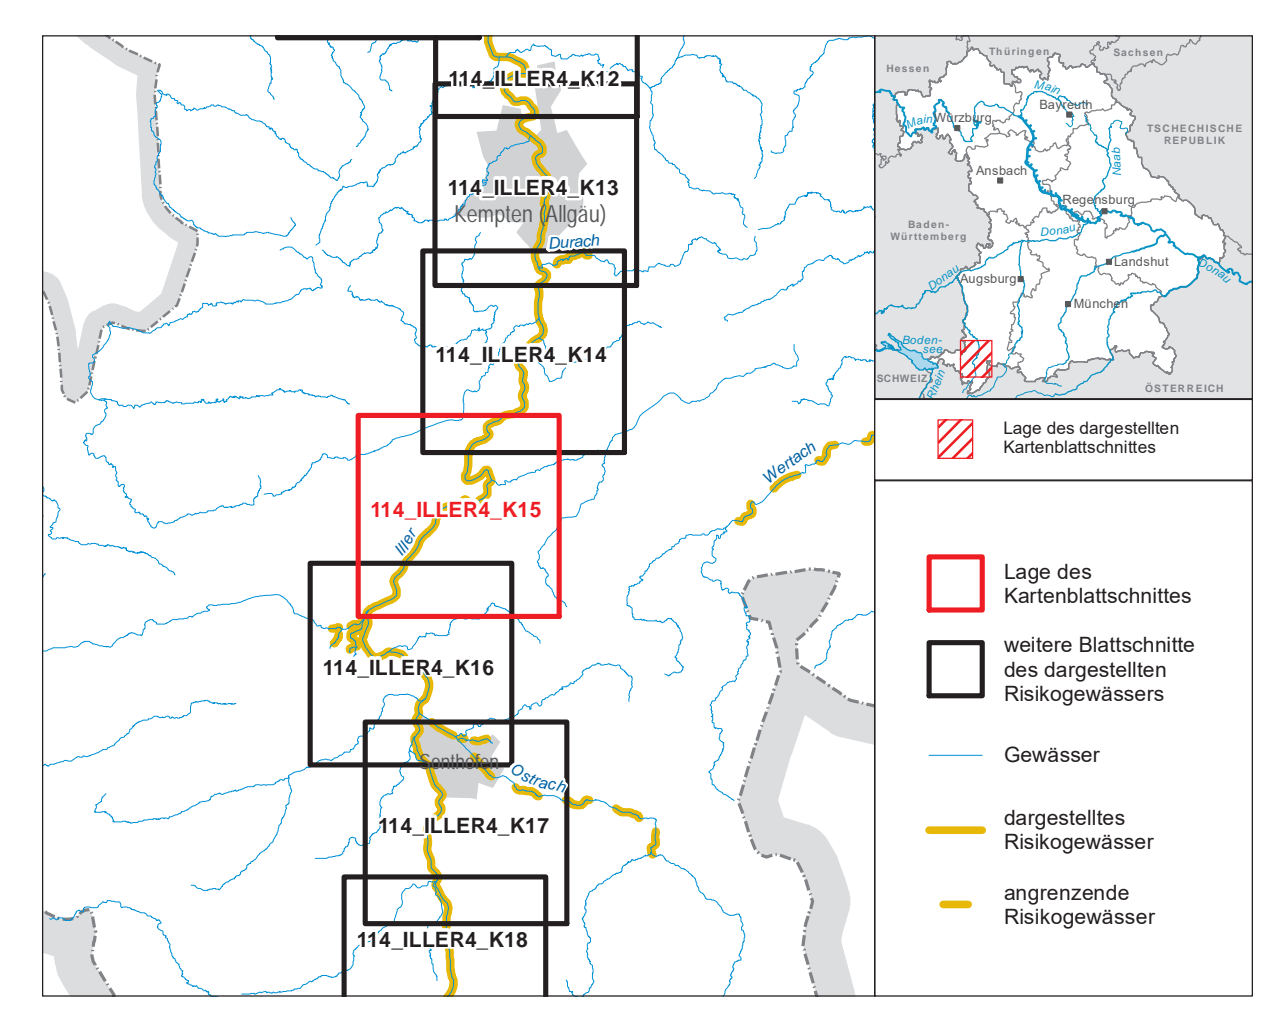 114_ILLER4_K12
114_ILLER4_K13
Kempten (Allgäu)
Durach
114_ILLER4_K14
Wertach
114_ILLER4_K15
Iller
114_ILLER4_K16
Sonthofen
Ostrach
114_ILLER4_K17
114_ILLER4_K18
Thüringen
Sachsen
Hessen
Main
Bayreuth
Main
Würzburg
TSCHECHISCHE
REPUBLIK
Naab
Ansbach
Regensburg
Baden-
Württemberg
Donau
Landshut
Donau
Augsburg
Donau
München
Boden-
see
SCHWEIZ
Rhein
ÖSTERREICH
Lage des dargestellten
Kartenblattschnittes
Lage des
Kartenblattschnittes
weitere Blattschnitte
des dargestellten
Risikogewässers
Gewässer
dargestelltes
Risikogewässer
angrenzende
Risikogewässer